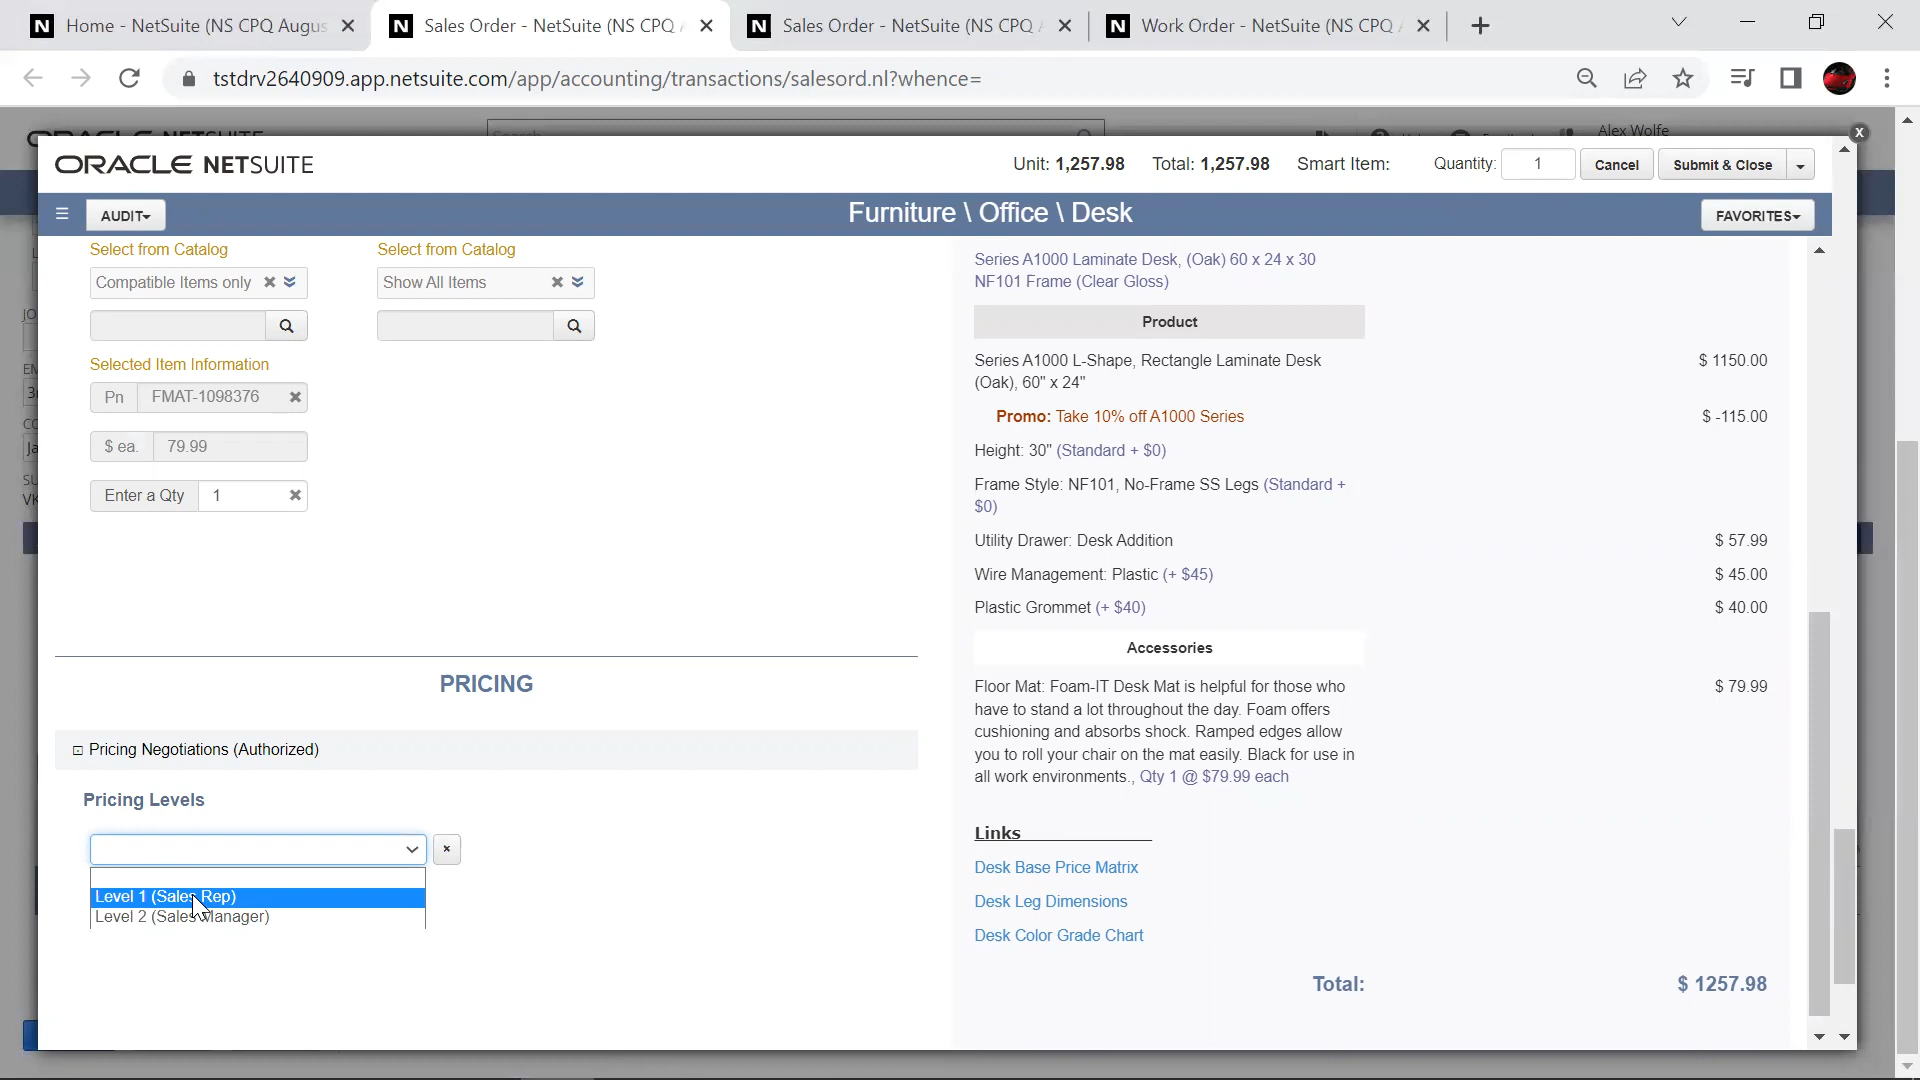 Home - NetSuite (NS CPQ Augus
Sales Order - NetSuite (NS CPQ
Sales Order - NetSuite (NS CPQ
Work Order - NetSuite (NS CPQ
tstdrv2640909.app.netsuite.com/app/accounting/transactions/salesord.nl?whence=
Alex Wolfe
ORACLE NETSUITE
Unit: 1,257.98 Total: 1,257.98 Smart Item: Quantity: 1 Cancel Submit & Close
AUDIT Furniture \ Office \ Desk FAVORITES
Select from Catalog
Compatible Items only
Select from Catalog
Show All Items
Selected Item Information
Pn FMAT-1098376
$ ea. 79.99
Enter a Qty 1
PRICING
Pricing Negotiations (Authorized)
Pricing Levels
Level 1 (Sales Rep)
Level 2 (Sales Manager)
Series A1000 Laminate Desk, (Oak) 60 x 24 x 30
NF101 Frame (Clear Gloss)
Product
Series A1000 L-Shape, Rectangle Laminate Desk $ 1150.00
(Oak), 60" x 24"
Promo: Take 10% off A1000 Series $ -115.00
Height: 30" (Standard + $0)
Frame Style: NF101, No-Frame SS Legs (Standard +
$0)
Utility Drawer: Desk Addition $ 57.99
Wire Management: Plastic (+ $45) $ 45.00
Plastic Grommet (+ $40) $ 40.00
Accessories
Floor Mat: Foam-IT Desk Mat is helpful for those who $ 79.99
have to stand a lot throughout the day. Foam offers
cushioning and absorbs shock. Ramped edges allow
you to roll your chair on the mat easily. Black for use in
all work environments., Qty 1 @ $79.99 each
Links
Desk Base Price Matrix
Desk Leg Dimensions
Desk Color Grade Chart
Total: $ 1257.98